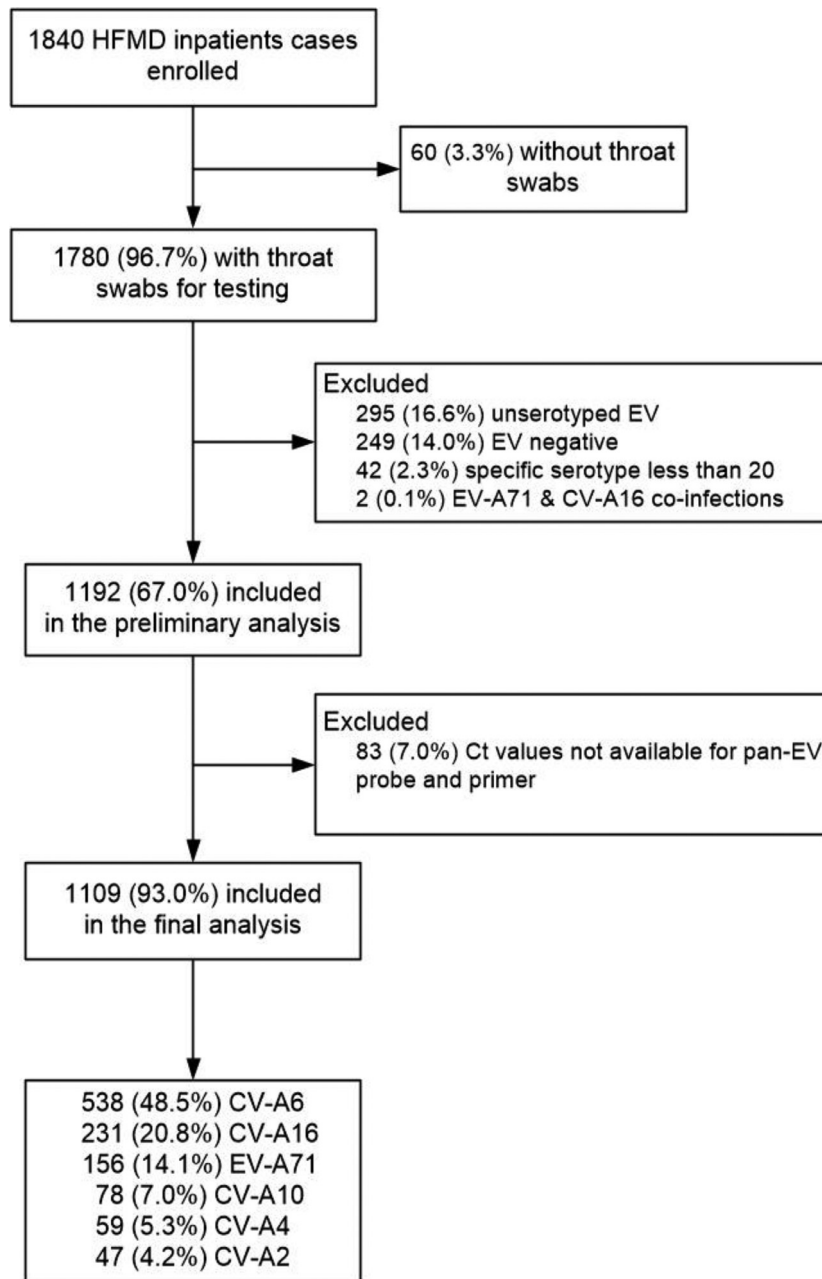 1840 HFMD inpatients cases
enrolled
60 (3.3%) without throat
swabs
1780 (96.7%) with throat
swabs for testing
Excluded
295 (16.6%) unserotyped EV
249 (14.0%) EV negative
42 (2.3%) specific serotype less than 20
2 (0.1%) EV-A71 & CV-A16 co-infections
1192 (67.0%) included
in the preliminary analysis
Excluded
83 (7.0%) Ct values not available for pan-EV
probe and primer
1109 (93.0%) included
in the final analysis
538 (48.5%) CV-A6
231 (20.8%) CV-A16
156 (14.1%) EV-A71
78 (7.0%) CV-A10
59 (5.3%) CV-A4
47 (4.2%) CV-A2